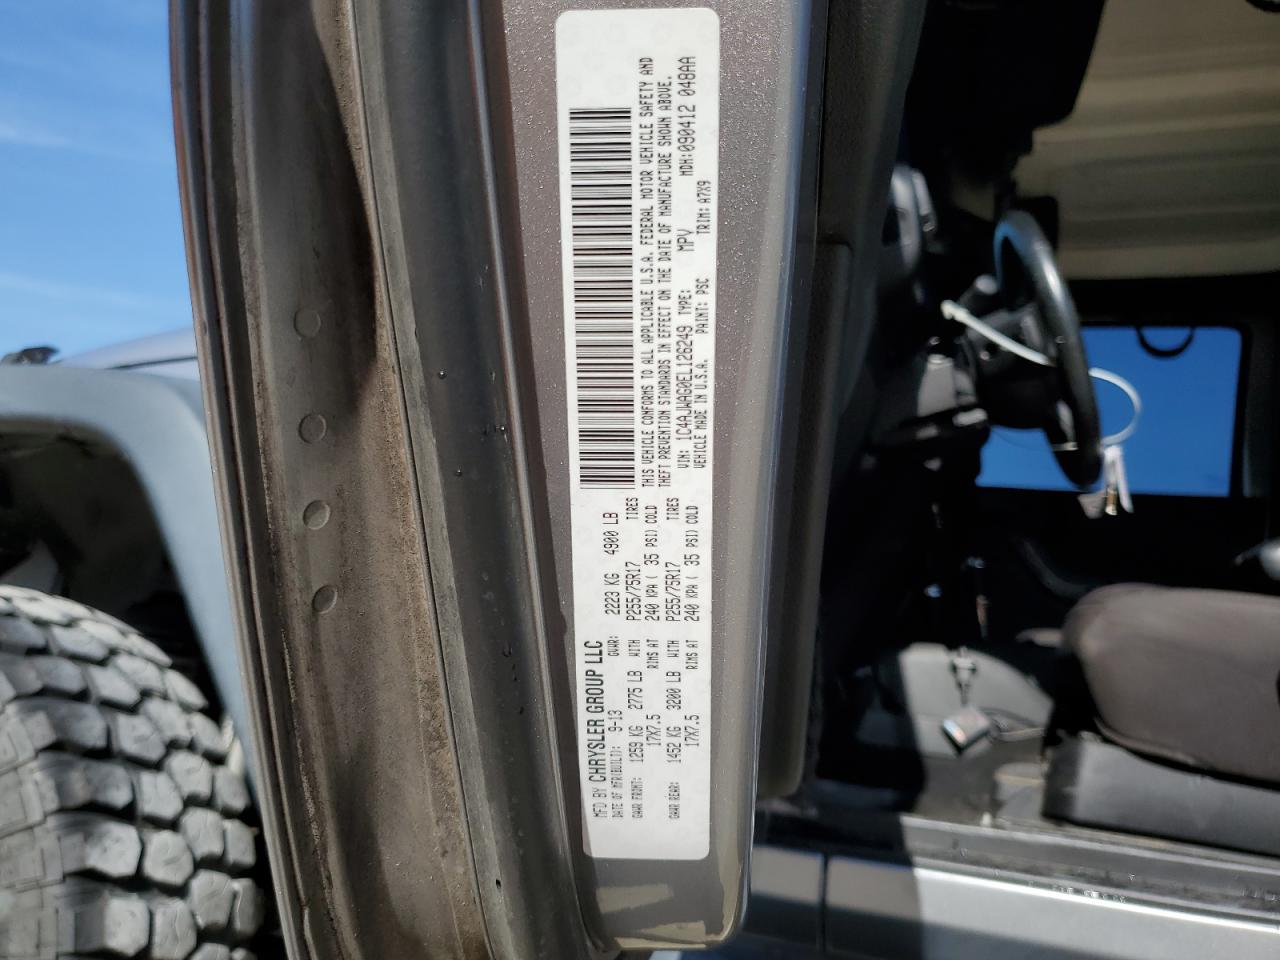 MFD BY CHRYSLER GROUP LLC
DATE OF MFR(BUILT): 9-13 GVWR: 2223 KG 4900 LB
GAWR FRONT: 1259 KG 2775 LB WITH P255/75R17 TIRES
17X7.5 RIMS AT 240 KPA ( 35 PSI) COLD
GAWR REAR: 1452 KG 3200 LB WITH P255/75R17 TIRES
17X7.5 RIMS AT 240 KPA ( 35 PSI) COLD
THIS VEHICLE CONFORMS TO ALL APPLICABLE U.S.A. FEDERAL MOTOR VEHICLE SAFETY AND
THEFT PREVENTION STANDARDS IN EFFECT ON THE DATE OF MANUFACTURE SHOWN ABOVE.
VIN: 1C4AJWAG0EL126249 TYPE: MPV MDH:090412 048AA
VEHICLE MADE IN U.S.A. PAINT: PSC TRIM: A7X9